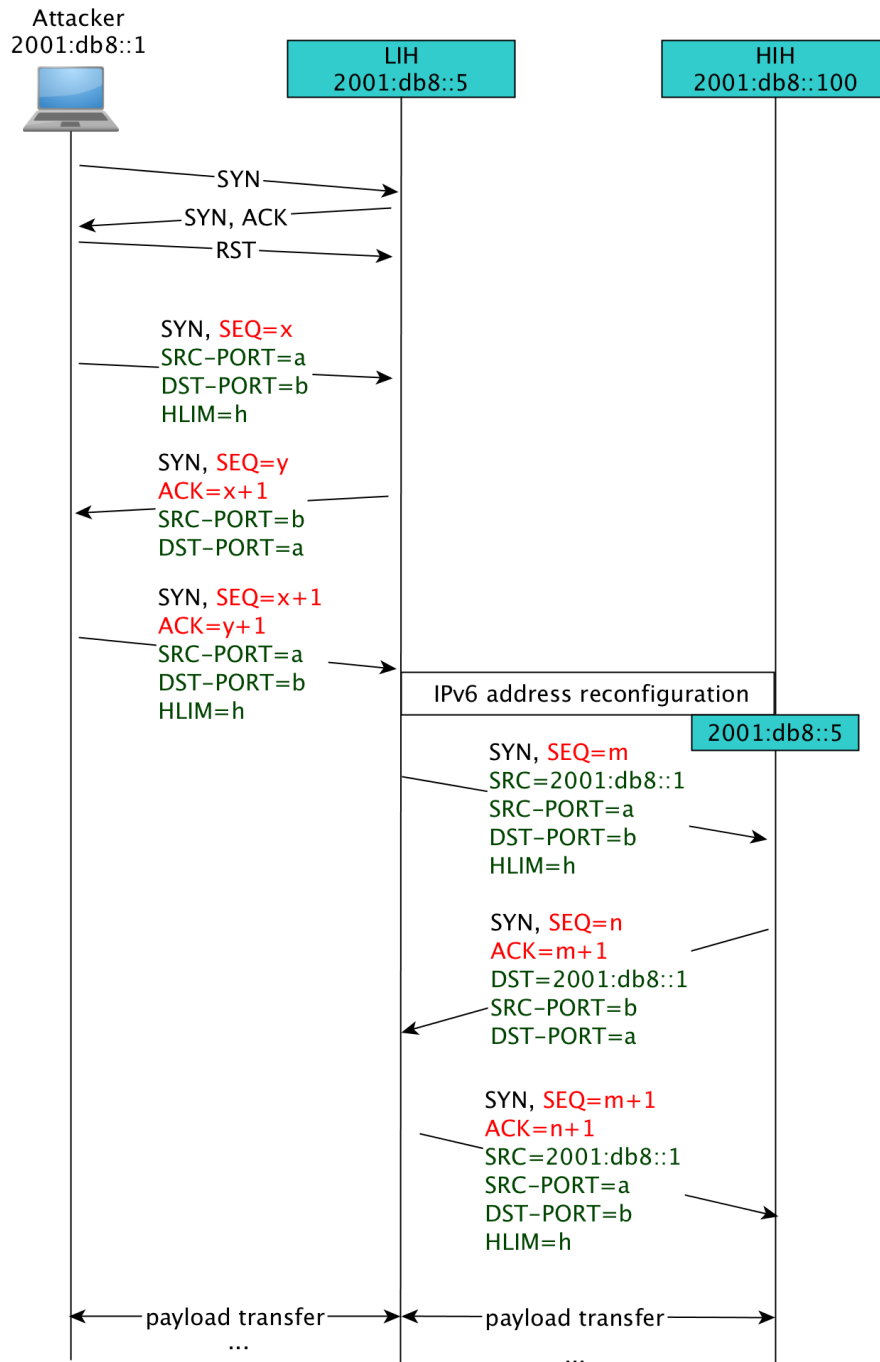 Attacker
2001:db8::1
LIH
2001:db8::5
HIH
2001:db8::100
SYN
SYN, ACK
RST
SYN, SEQ=x
SRC-PORT=a
DST-PORT=b
HLIM=h
SYN, SEQ=y
ACK=x+1
SRC-PORT=b
DST-PORT=a
SYN, SEQ=x+1
ACK=y+1
SRC-PORT=a
DST-PORT=b
HLIM=h
IPv6 address reconfiguration
2001:db8::5
SYN, SEQ=m
SRC=2001:db8::1
SRC-PORT=a
DST-PORT=b
HLIM=h
SYN, SEQ=n
ACK=m+1
DST=2001:db8::1
SRC-PORT=b
DST-PORT=a
SYN, SEQ=m+1
ACK=n+1
SRC=2001:db8::1
SRC-PORT=a
DST-PORT=b
HLIM=h
payload transfer
...
payload transfer
...